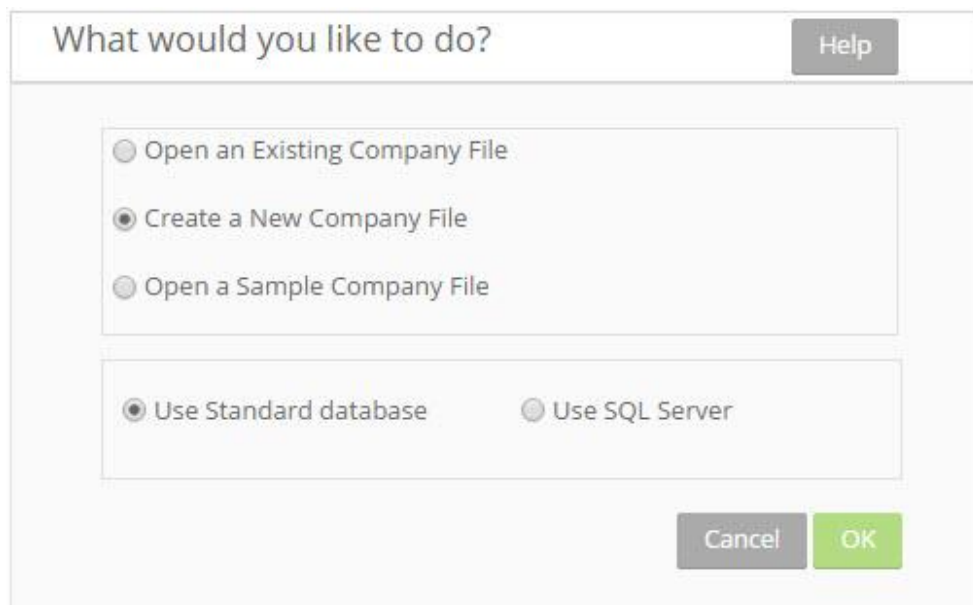 What would you like to do?
Help
Open an Existing Company File
Create a New Company File
Open a Sample Company File
Use Standard database
Use SQL Server
Cancel
OK